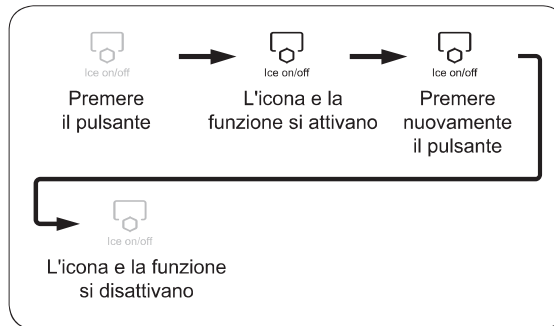 Ice on/off
Premere
il pulsante
Ice on/off
L'icona e la
funzione si attivano
Ice on/off
Premere
nuovamente
il pulsante
Ice on/off
L'icona e la funzione
si disattivano